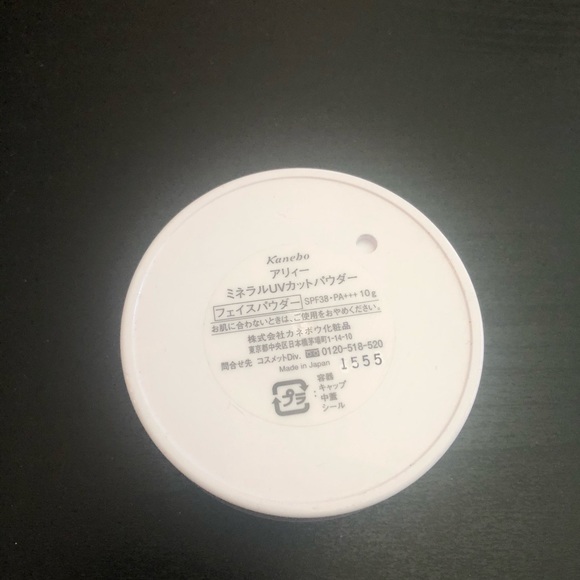 Kanebo
アリィー
ミネラルUVカットパウダー
フェイスパウダー SPF38・PA+++ 10g
お肌に合わないときは、ご使用をおやめください。
株式会社カネボウ化粧品
東京都中央区日本橋茅場町1-14-10
問合せ先 コスメットDiv. 0120-518-520
Made in Japan 1555
プラ : 容器
キャップ
中蓋
シール